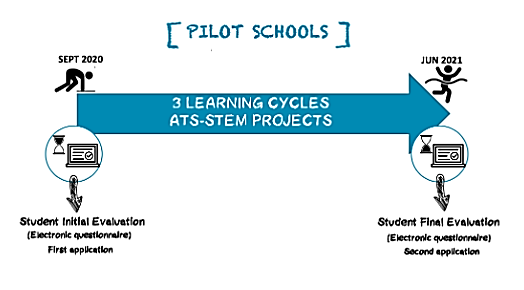 [ PILOT SCHOOLS ]
SEPT 2020
JUN 2021
3 LEARNING CYCLES
ATS-STEM PROJECTS
Student Initial Evaluation
(Electronic questionnaire)
First application
Student Final Evaluation
(Electronic questionnaire)
Second application